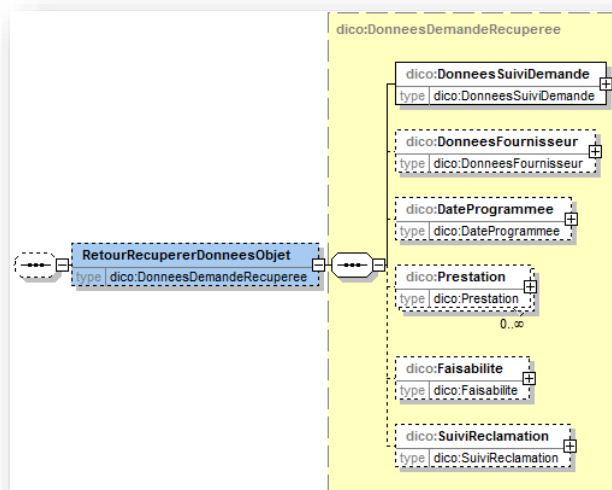 dico:DonneesDemandeRecuperee
dico:DonneesSuiviDemande
type dico:DonneesSuiviDemande
dico:DonneesFournisseur
type dico:DonneesFournisseur
dico:DateProgrammee
type dico:DateProgrammee
RetourRecupererDonneesObjet
type dico:DonneesDemandeRecuperee
dico:Prestation
type dico:Prestation
0..∞
dico:Faisabilite
type dico:Faisabilite
dico:SuiviReclamation
type dico:SuiviReclamation